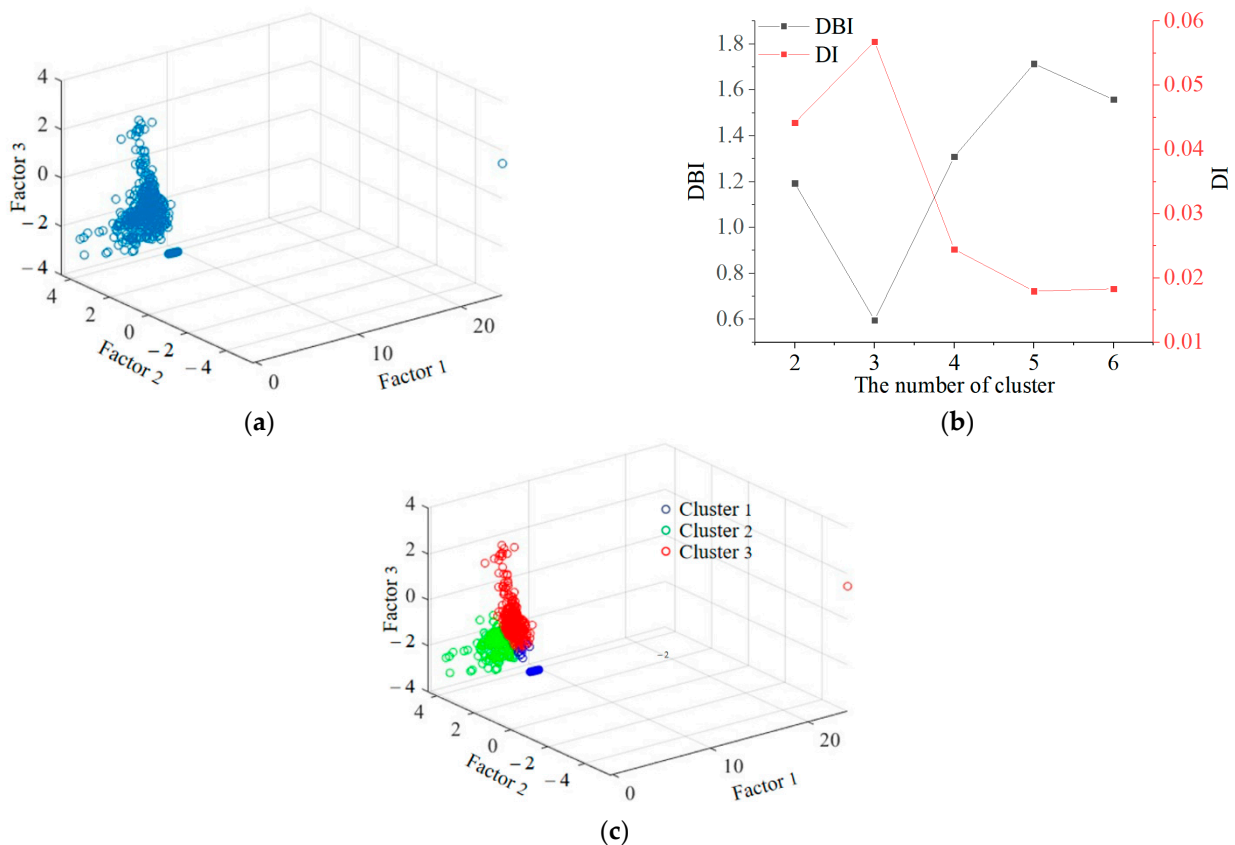 4
2
0
−2
−4
Factor 3
4
2
0
−2
−4
Factor 2
0
10
20
Factor 1
(a)
DBI
DI
1.8
1.6
1.4
1.2
1.0
0.8
0.6
DBI
0.06
0.05
0.04
0.03
0.02
0.01
DI
2 3 4 5 6
The number of cluster
(b)
4
2
0
−2
−4
Factor 3
Cluster 1
Cluster 2
Cluster 3
−2
4
2
0
−2
−4
Factor 2
0
10
20
Factor 1
(c)